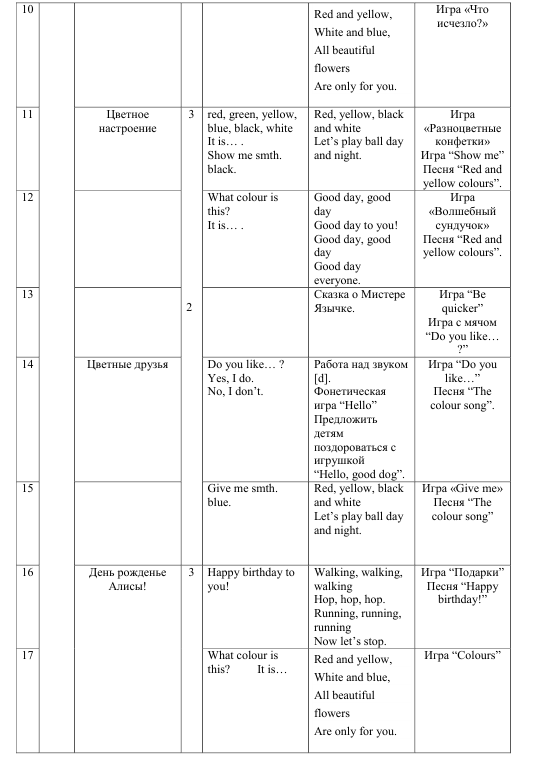 10
Red and yellow,
White and blue,
All beautiful
flowers
Are only for you.
Игра «Что
исчезло?»
11
Цветное
настроение
3
red, green, yellow,
blue, black, white
It is… .
Show me smth.
black.
Red, yellow, black
and white
Let’s play ball day
and night.
Игра
«Разноцветные
конфетки»
Игра “Show me”
Песня “Red and
yellow colours”.
12
What colour is
this?
It is… .
Good day, good
day
Good day to you!
Good day, good
day
Good day
everyone.
Игра
«Волшебный
сундучок»
Песня “Red and
yellow colours”.
13
2
Сказка о Мистере
Язычке.
Игра “Be
quicker”
Игра с мячом
“Do you like…
?”
14
Цветные друзья
Do you like… ?
Yes, I do.
No, I don’t.
Работа над звуком
[d].
Фонетическая
игра “Hello”
Предложить
детям
поздороваться с
игрушкой
“Hello, good dog”.
Игра “Do you
like…”
Песня “The
colour song”.
15
Give me smth.
blue.
Red, yellow, black
and white
Let’s play ball day
and night.
Игра «Give me»
Песня “The
colour song”
16
День рожденье
Алисы!
3
Happy birthday to
you!
Walking, walking,
walking
Hop, hop, hop.
Running, running,
running
Now let’s stop.
Игра “Подарки”
Песня “Happy
birthday!”
17
What colour is
this? It is…
Red and yellow,
White and blue,
All beautiful
flowers
Are only for you.
Игра “Colours”